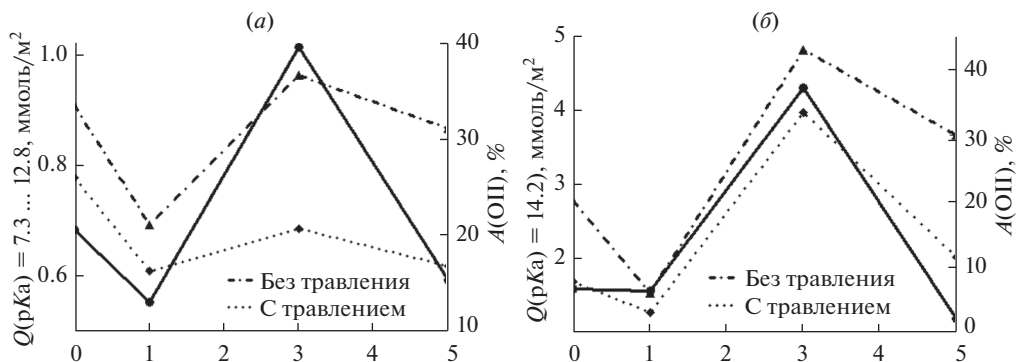 (а)
1.0
0.8
0.6
Q(pKa) = 7.3 ... 12.8, ммоль/м²
40
30
20
10
A(OII), %
Без травления
С травлением
0 1 2 3 4 5
(б)
5
4
3
2
Q(pKa) = 14.2), ммоль/м²
40
30
20
10
0
A(OII), %
Без травления
С травлением
0 1 2 3 4 5